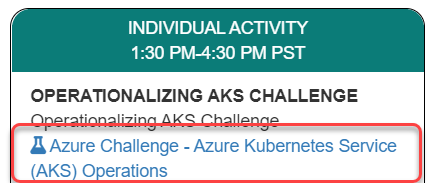 INDIVIDUAL ACTIVITY
1:30 PM-4:30 PM PST
OPERATIONALIZING AKS CHALLENGE
Operationalizing AKS Challenge
Azure Challenge - Azure Kubernetes Service
(AKS) Operations